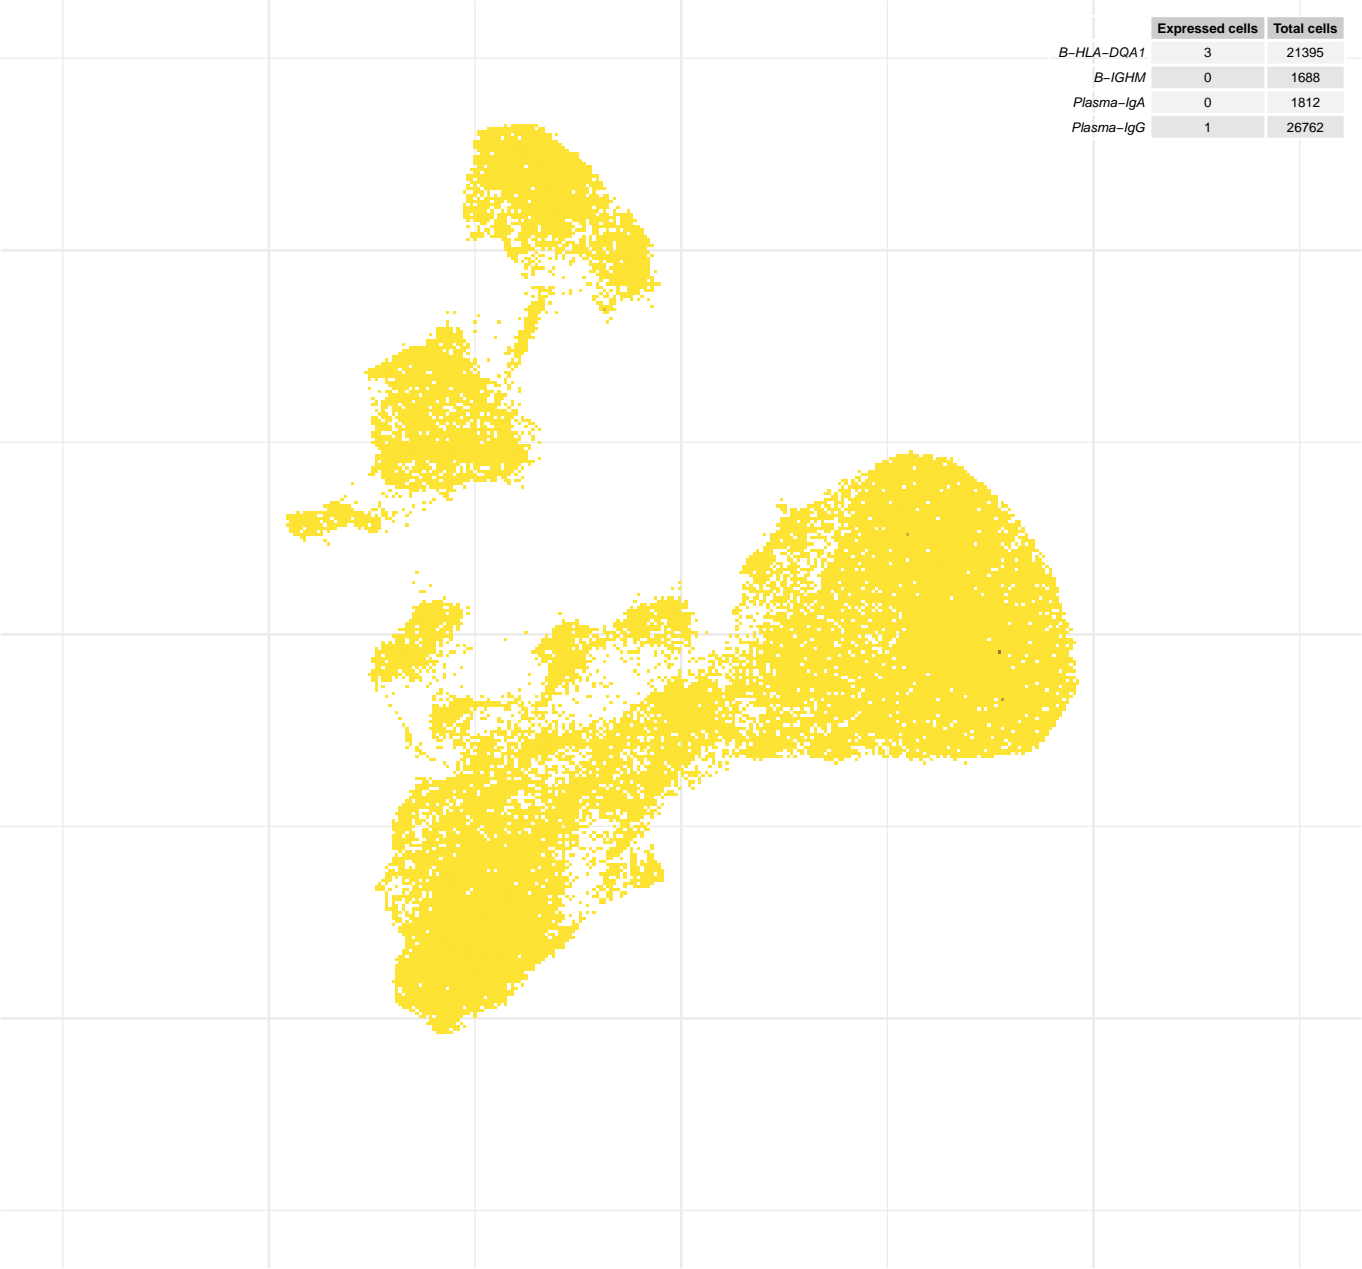 Expressed cells Total cells
B−HLA−DQA1 3 21395
B−IGHM 0 1688
Plasma−IgA 0 1812
Plasma−IgG 1 26762